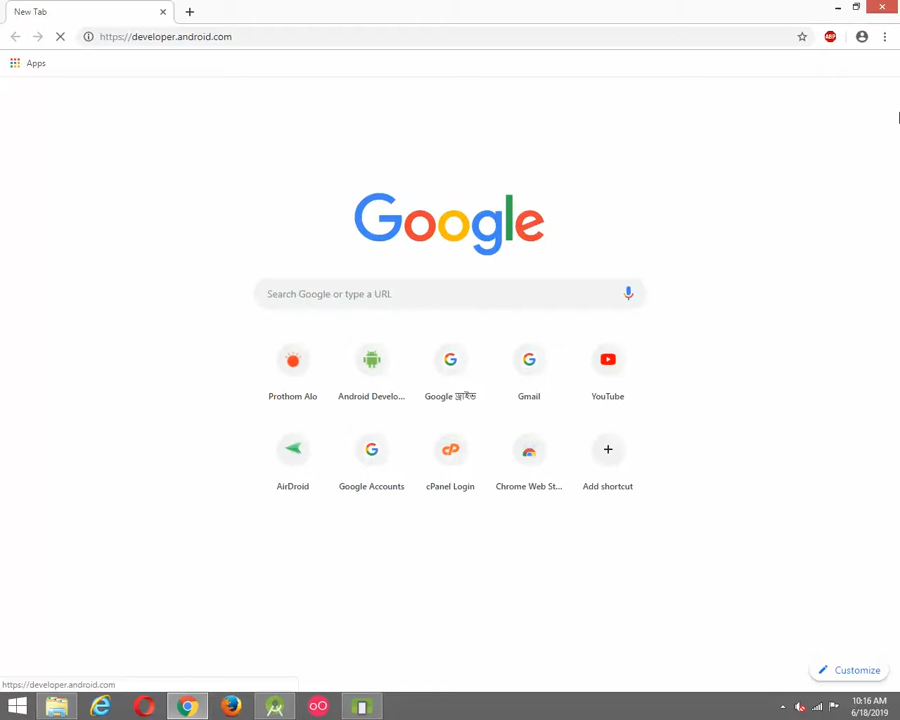 New Tab
https://developer.android.com
ABP
Apps
Google
Search Google or type a URL
Prothom Alo
Android Develo...
Google ড্রাইভ
Gmail
YouTube
AirDroid
Google Accounts
cPanel Login
Chrome Web St...
Add shortcut
Customize
https://developer.android.com
10:16 AM
6/18/2019